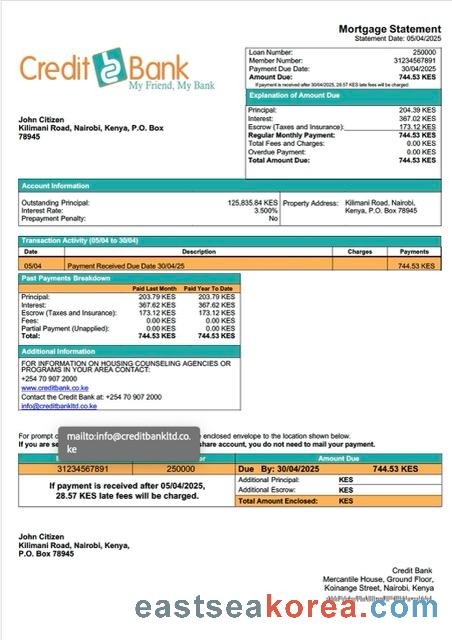 Mortgage Statement
Statement Date: 05/04/2025
Credit Bank
My Friend, My Bank
Loan Number: 250000
Member Number: 31234567891
Payment Due Date: 30/04/2025
Amount Due: 744.53 KES
If payment is received after 30/04/2025, 28.57 KES late fees will be charged
Explanation of Amount Due
Principal: 204.39 KES
Interest: 367.02 KES
Escrow (Taxes and Insurance): 173.12 KES
Regular Monthly Payment: 744.53 KES
Total Fees and Charges: 0.00 KES
Overdue Payment: 0.00 KES
Total Amount Due: 744.53 KES
John Citizen
Kilimani Road, Nairobi, Kenya, P.O. Box
78945
Account Information
Outstanding Principal: 125,835.84 KES
Interest Rate: 3.500%
Prepayment Penalty: No
Property Address: Kilimani Road, Nairobi,
Kenya, P.O. Box 78945
Transaction Activity (05/04 to 30/04)
Date Description Charges Payments
05/04 Payment Received Due Date 30/04/25 744.53 KES
Past Payments Breakdown
Paid Last Month Paid Year To Date
Principal: 203.79 KES 203.79 KES
Interest: 367.62 KES 367.62 KES
Escrow (Taxes and Insurance): 173.12 KES 173.12 KES
Fees: 0.00 KES 0.00 KES
Partial Payment (Unapplied): 0.00 KES 0.00 KES
Total: 744.53 KES 744.53 KES
Additional Information
FOR INFORMATION ON HOUSING COUNSELING AGENCIES OR
PROGRAMS IN YOUR AREA CONTACT:
+254 70 907 2000
www.creditbank.co.ke
Contact the Credit Bank at: +254 70 907 2000
info@creditbankltd.co.ke
For prompt c
mailto:info@creditbankltd.co.
ke
e enclosed envelope to the location shown below.
If you are se
share account, you do not need to mail your payment.
Amount Due
31234567891 250000 Due By: 30/04/2025 744.53 KES
If payment is received after 05/04/2025,
28.57 KES late fees will be charged.
Additional Principal: KES
Additional Escrow: KES
Total Amount Enclosed: KES
John Citizen
Kilimani Road, Nairobi, Kenya,
P.O. Box 78945
Credit Bank
Mercantile House, Ground Floor,
Koinange Street, Nairobi, Kenya
eastseakorea.com